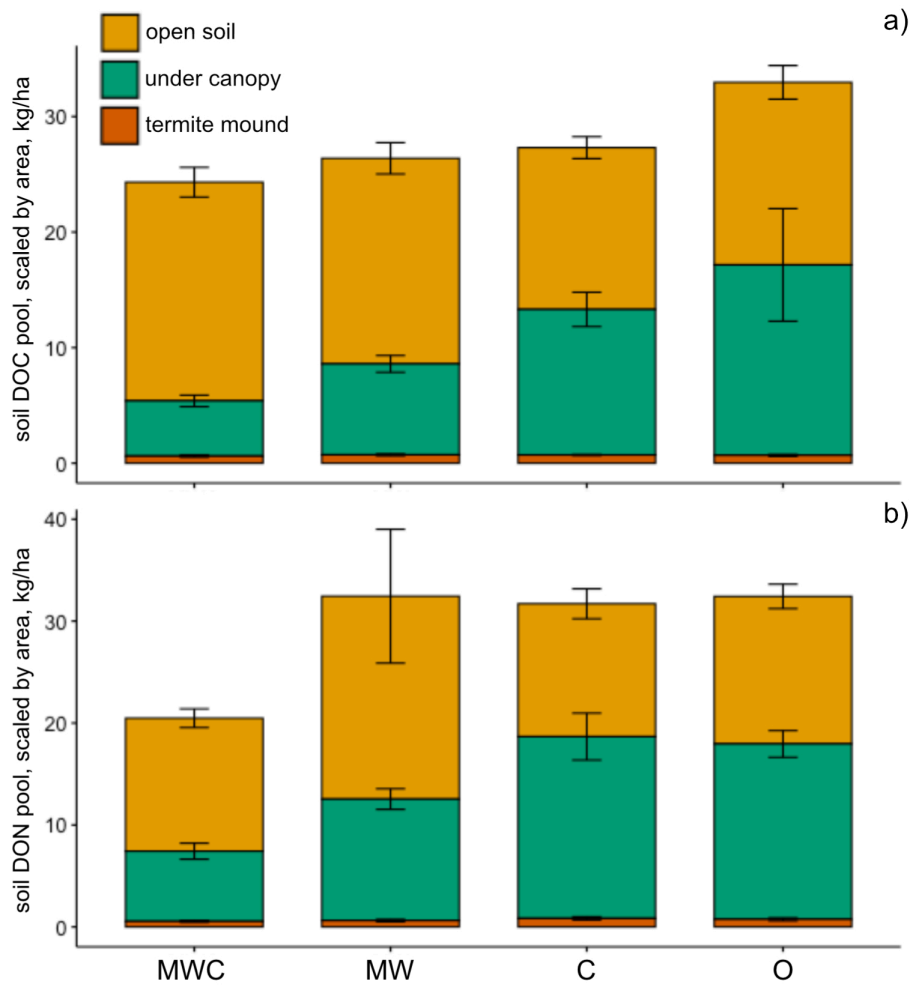 a)
open soil
under canopy
termite mound
soil DOC pool, scaled by area, kg/ha
30
20
10
0
b)
soil DON pool, scaled by area, kg/ha
40
30
20
10
0
MWC MW C O